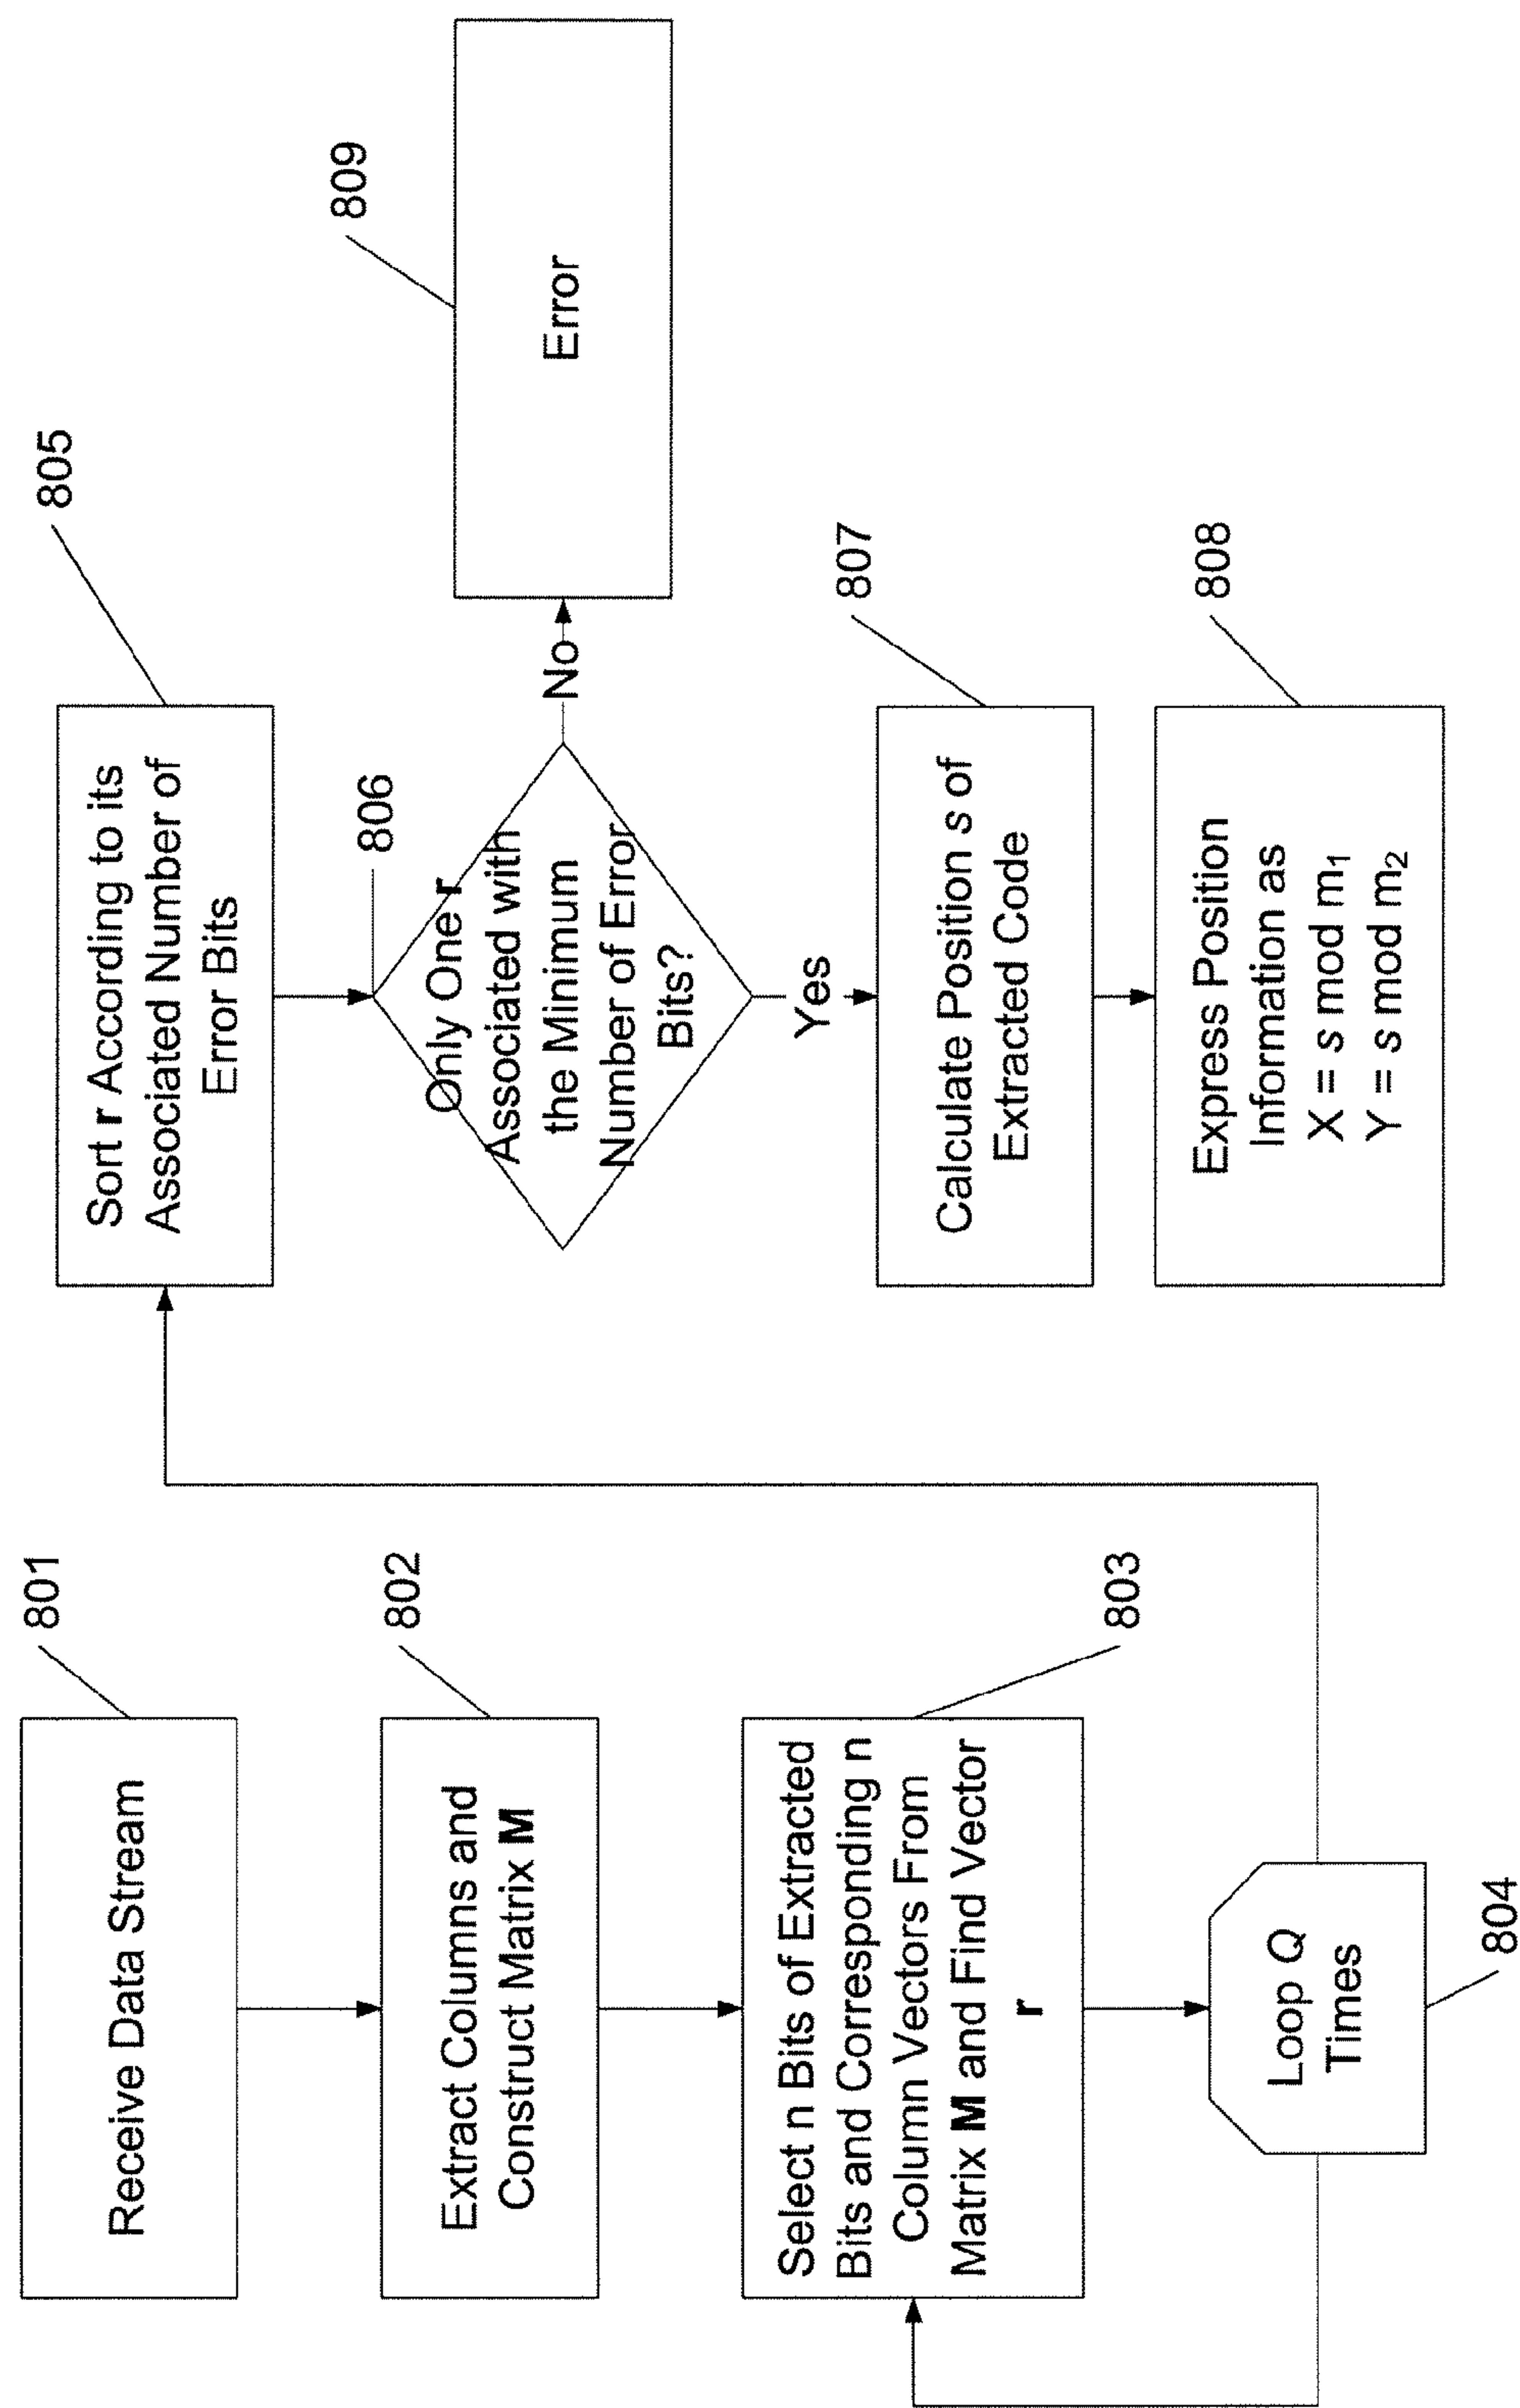 801
Receive Data Stream
802
Extract Columns and
Construct Matrix M
803
Select n Bits of Extracted
Bits and Corresponding n
Column Vectors From
Matrix M and Find Vector
r
Loop Q
Times
804
805
Sort r According to its
Associated Number of
Error Bits
806
Only One r
Associated with
the Minimum
Number of Error
Bits?
No
809
Error
Yes
807
Calculate Position s of
Extracted Code
808
Express Position
Information as
X = s mod m₁
Y = s mod m₂